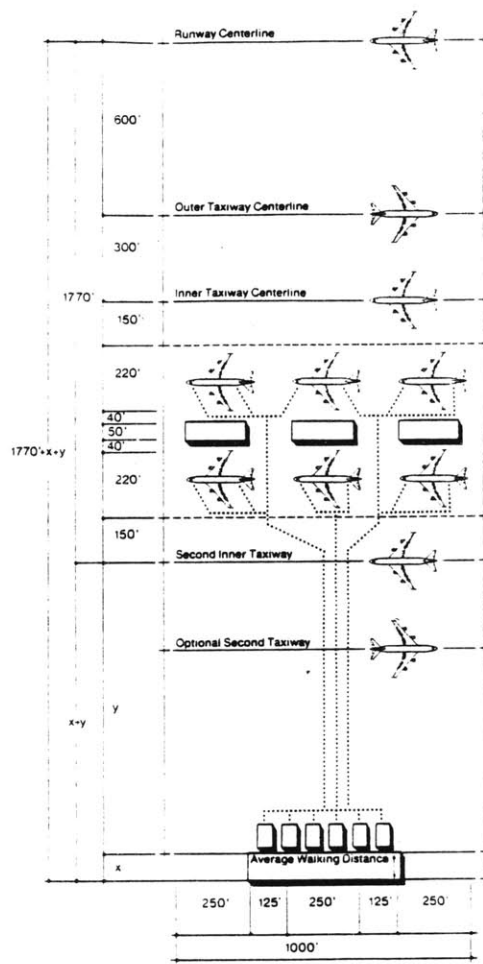 Runway Centerline
600'
Outer Taxiway Centerline
300'
1770'
Inner Taxiway Centerline
150'
220'
40'
50'
40'
1770'+x+y
220'
150'
Second Inner Taxiway
Optional Second Taxiway
y
x+y
Average Walking Distance
x
250' 125' 250' 125' 250'
1000'